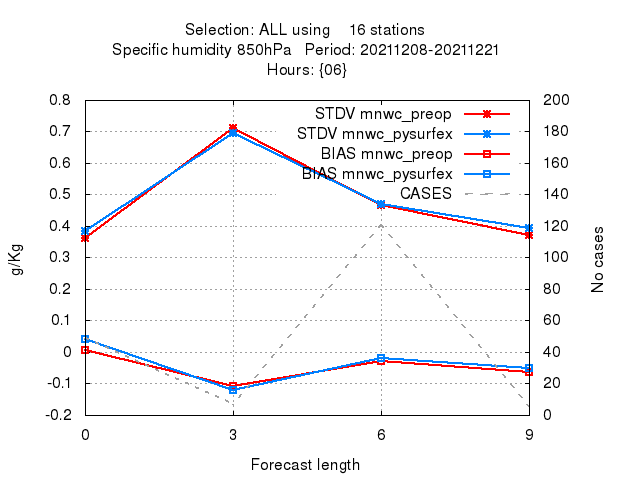 Selection: ALL using    16 stations
Specific humidity 850hPa   Period: 20211208-20211221
Hours: {06}
STDV mnwc_preop
STDV mnwc_pysurfex
BIAS mnwc_preop
BIAS mnwc_pysurfex
CASES
0.8
0.7
0.6
0.5
0.4
0.3
0.2
0.1
0
-0.1
-0.2
g/Kg
200
180
160
140
120
100
80
60
40
20
0
No cases
0 3 6 9
Forecast length